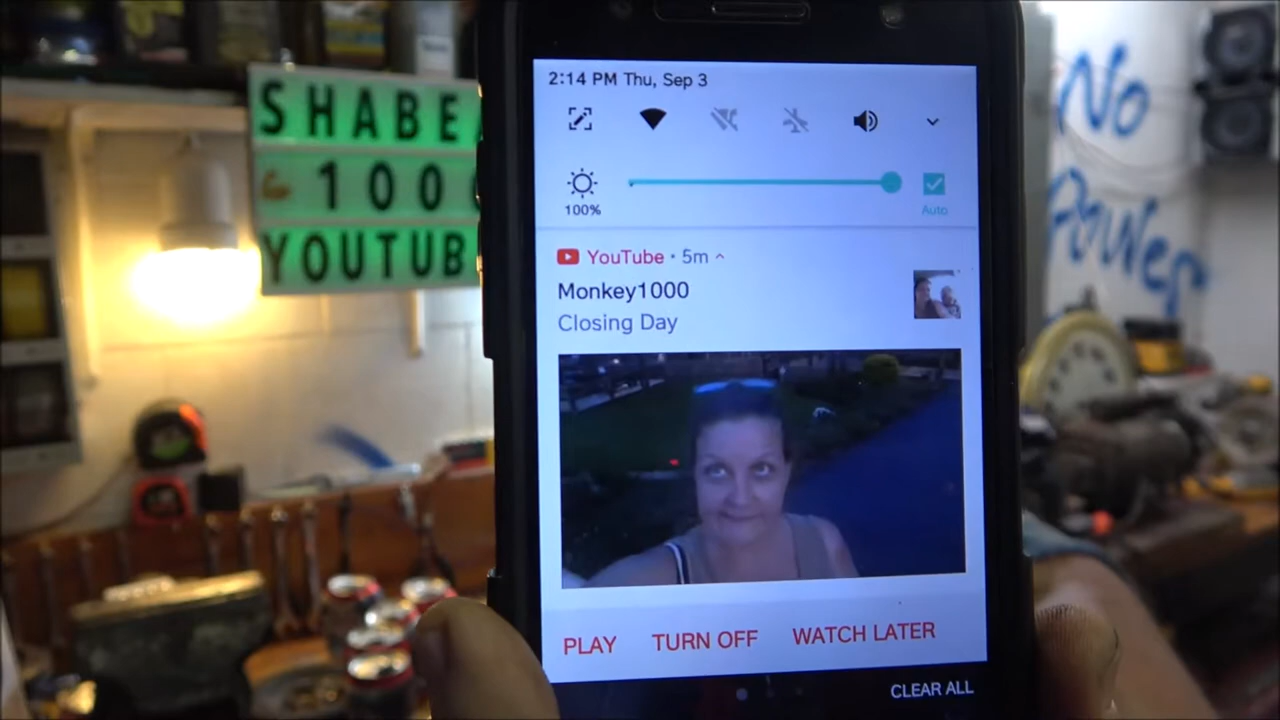 SHABE
1000
YOUTUB
2:14 PM Thu, Sep 3
100%
Auto
YouTube • 5m
Monkey1000
Closing Day
PLAY TURN OFF WATCH LATER
CLEAR ALL
No
Power